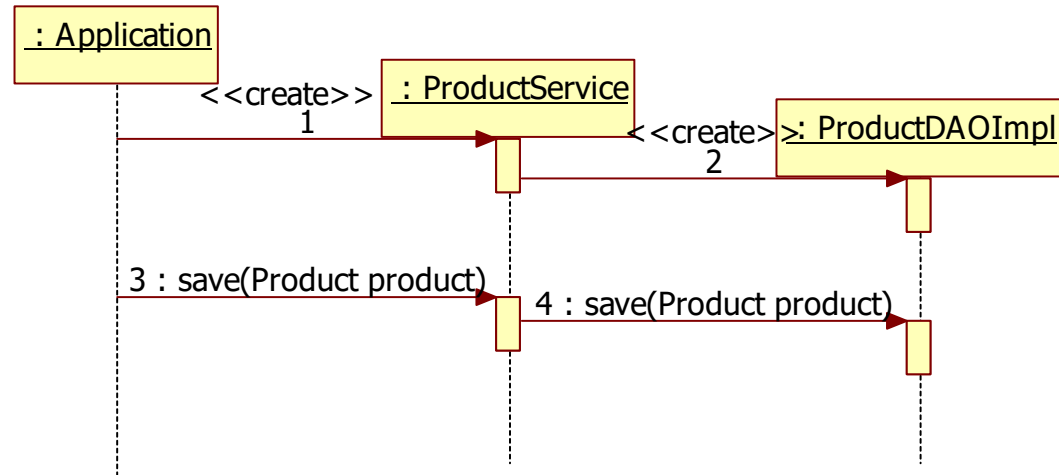 : Application
<<create>>
1
: ProductService
<<create>>
2
: ProductDAOImpl
3 : save(Product product)
4 : save(Product product)